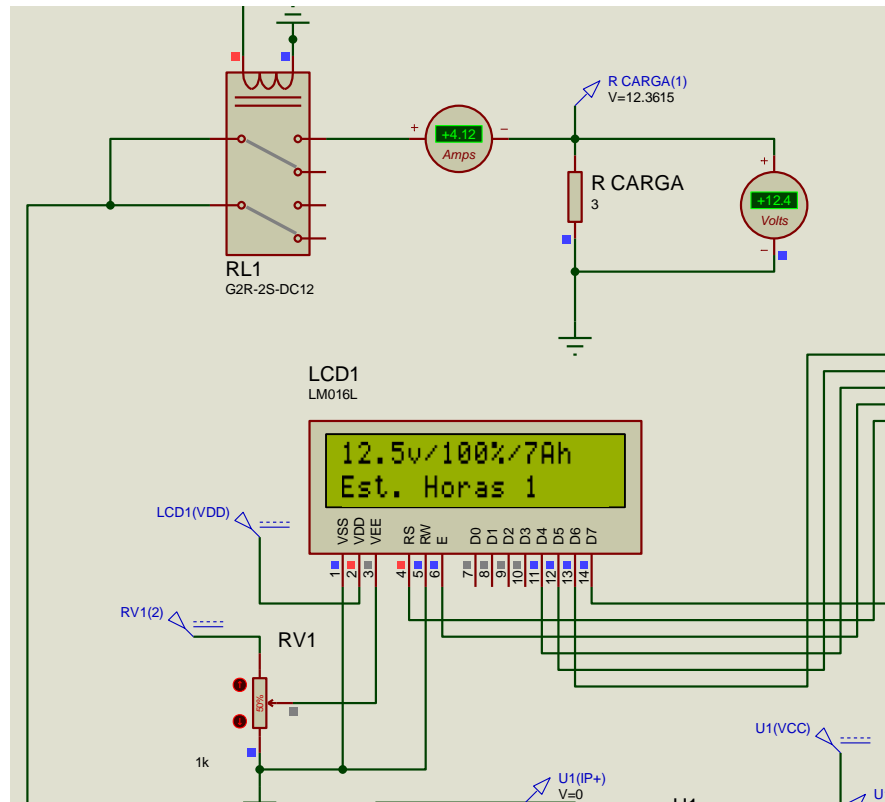 R CARGA(1)
V=12.3615
+
+4.12
Amps
−
R CARGA
3
+
+12.4
Volts
−
RL1
G2R-2S-DC12
LCD1
LM016L
12.5v/100%/7Ah
Est. Horas 1
LCD1(VDD)
VSS
VDD
VEE
RS
RW
E
D0
D1
D2
D3
D4
D5
D6
D7
1
2
3
4
5
6
7
8
9
10
11
12
13
14
RV1(2)
RV1
50%
1k
U1(VCC)
U1(IP+)
V=0